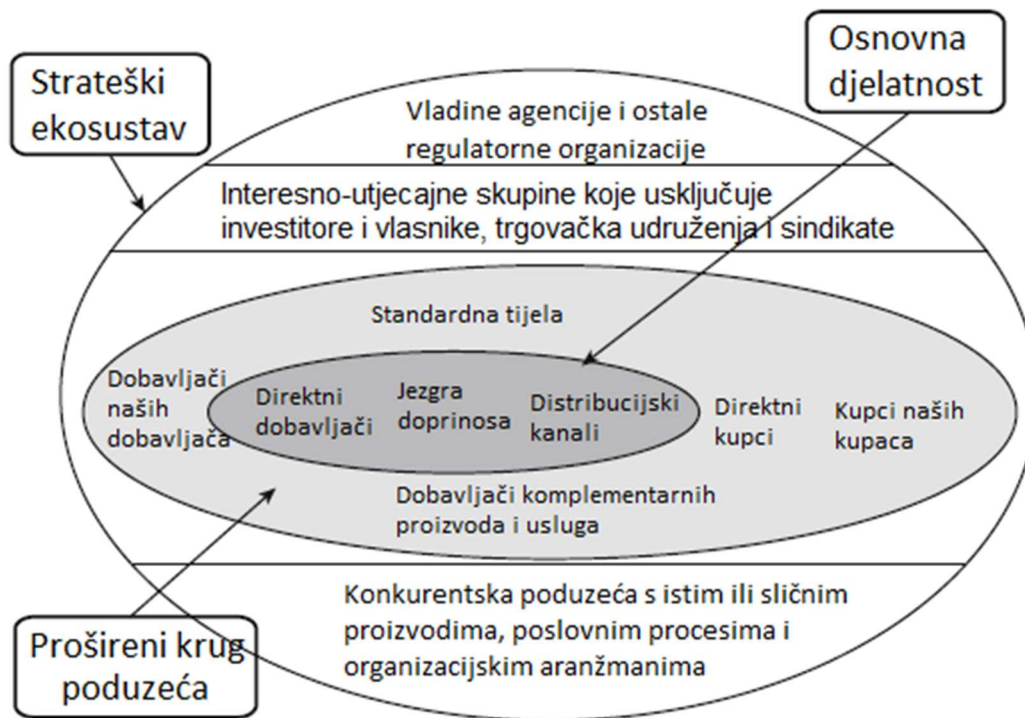 Osnovna
djelatnost
Strateški
ekosustav
Vladine agencije i ostale
regulatorne organizacije
Interesno-utjecajne skupine koje usključuje
investitore i vlasnike, trgovačka udruženja i sindikate
Standardna tijela
Dobavljači
naših
dobavljača
Direktni
dobavljači
Jezgra
doprinosa
Distribucijski
kanali
Direktni
kupci
Kupci naših
kupaca
Dobavljači komplementarnih
proizvoda i usluga
Konkurentska poduzeća s istim ili sličnim
proizvodima, poslovnim procesima i
organizacijskim aranžmanima
Prošireni krug
poduzeća